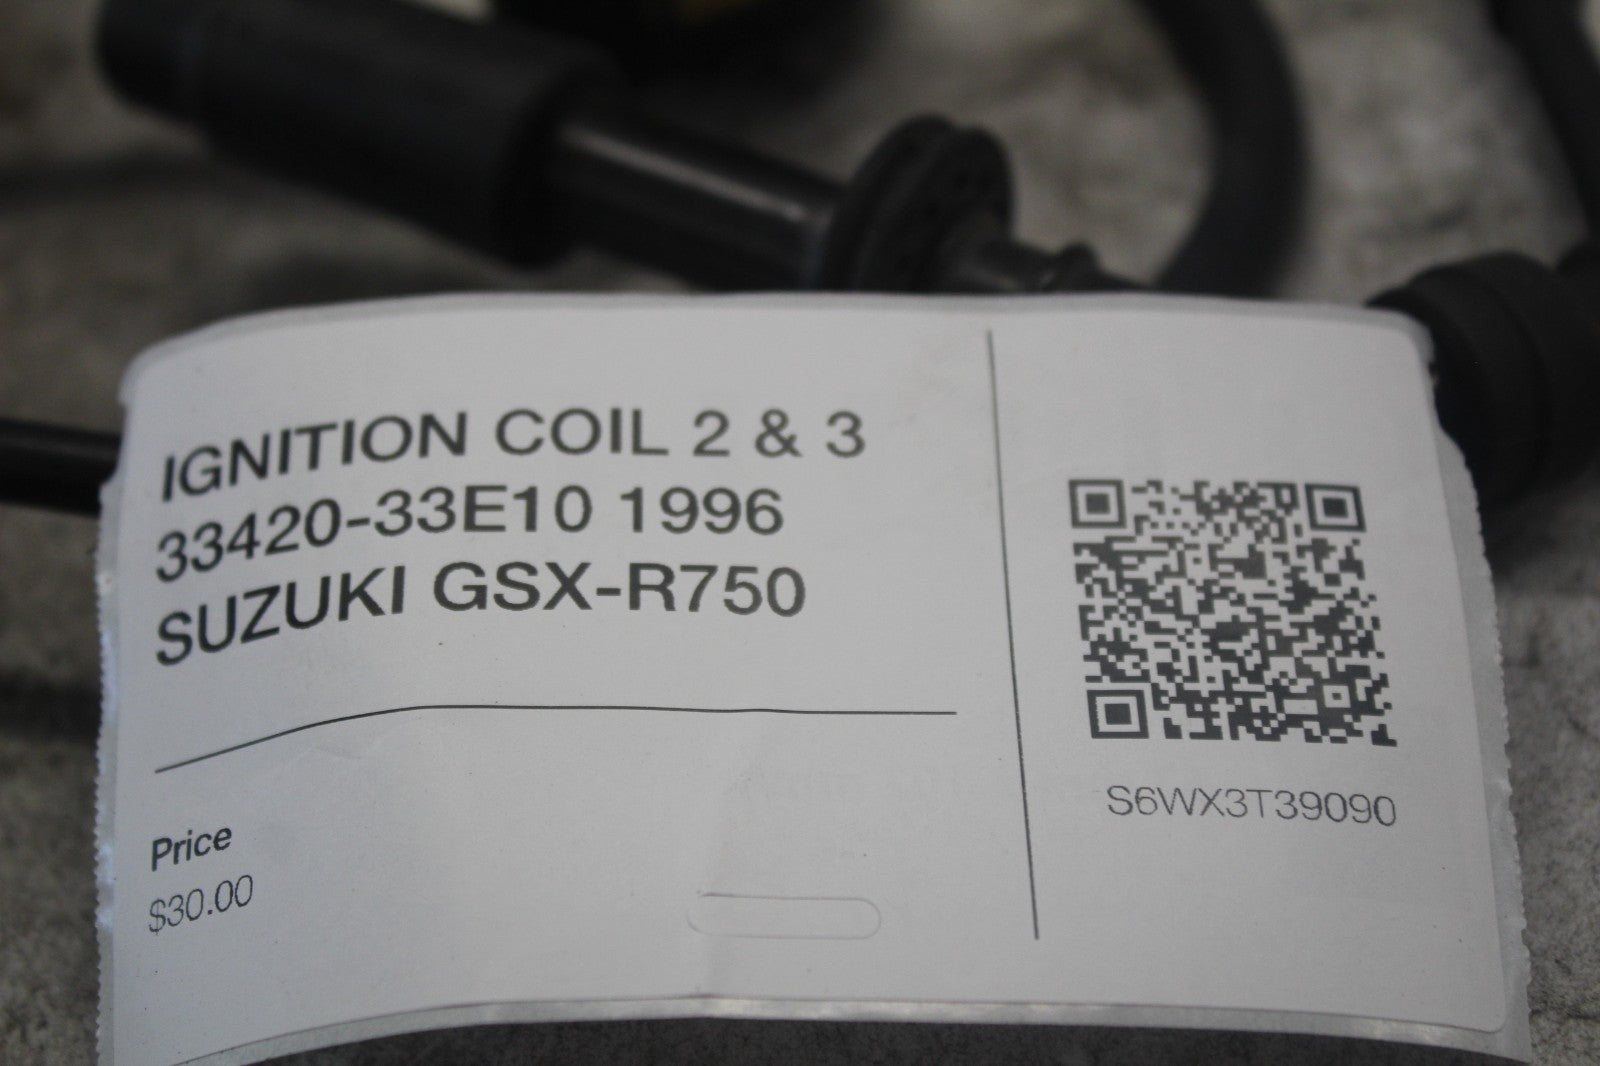 IGNITION COIL 2 & 3
33420-33E10 1996
SUZUKI GSX-R750
Price
$30.00
S6WX3T39090